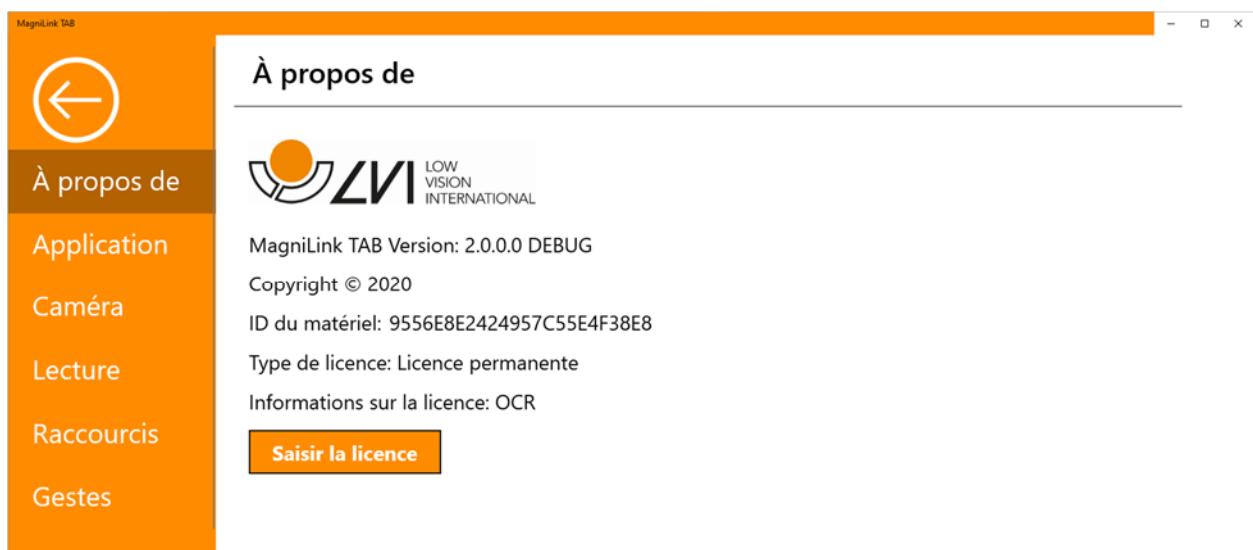 MagniLink TAB
À propos de
Application
Caméra
Lecture
Raccourcis
Gestes
À propos de
LVI
LOW
VISION
INTERNATIONAL
MagniLink TAB Version: 2.0.0.0 DEBUG
Copyright © 2020
ID du matériel: 9556E8E2424957C55E4F38E8
Type de licence: Licence permanente
Informations sur la licence: OCR
Saisir la licence